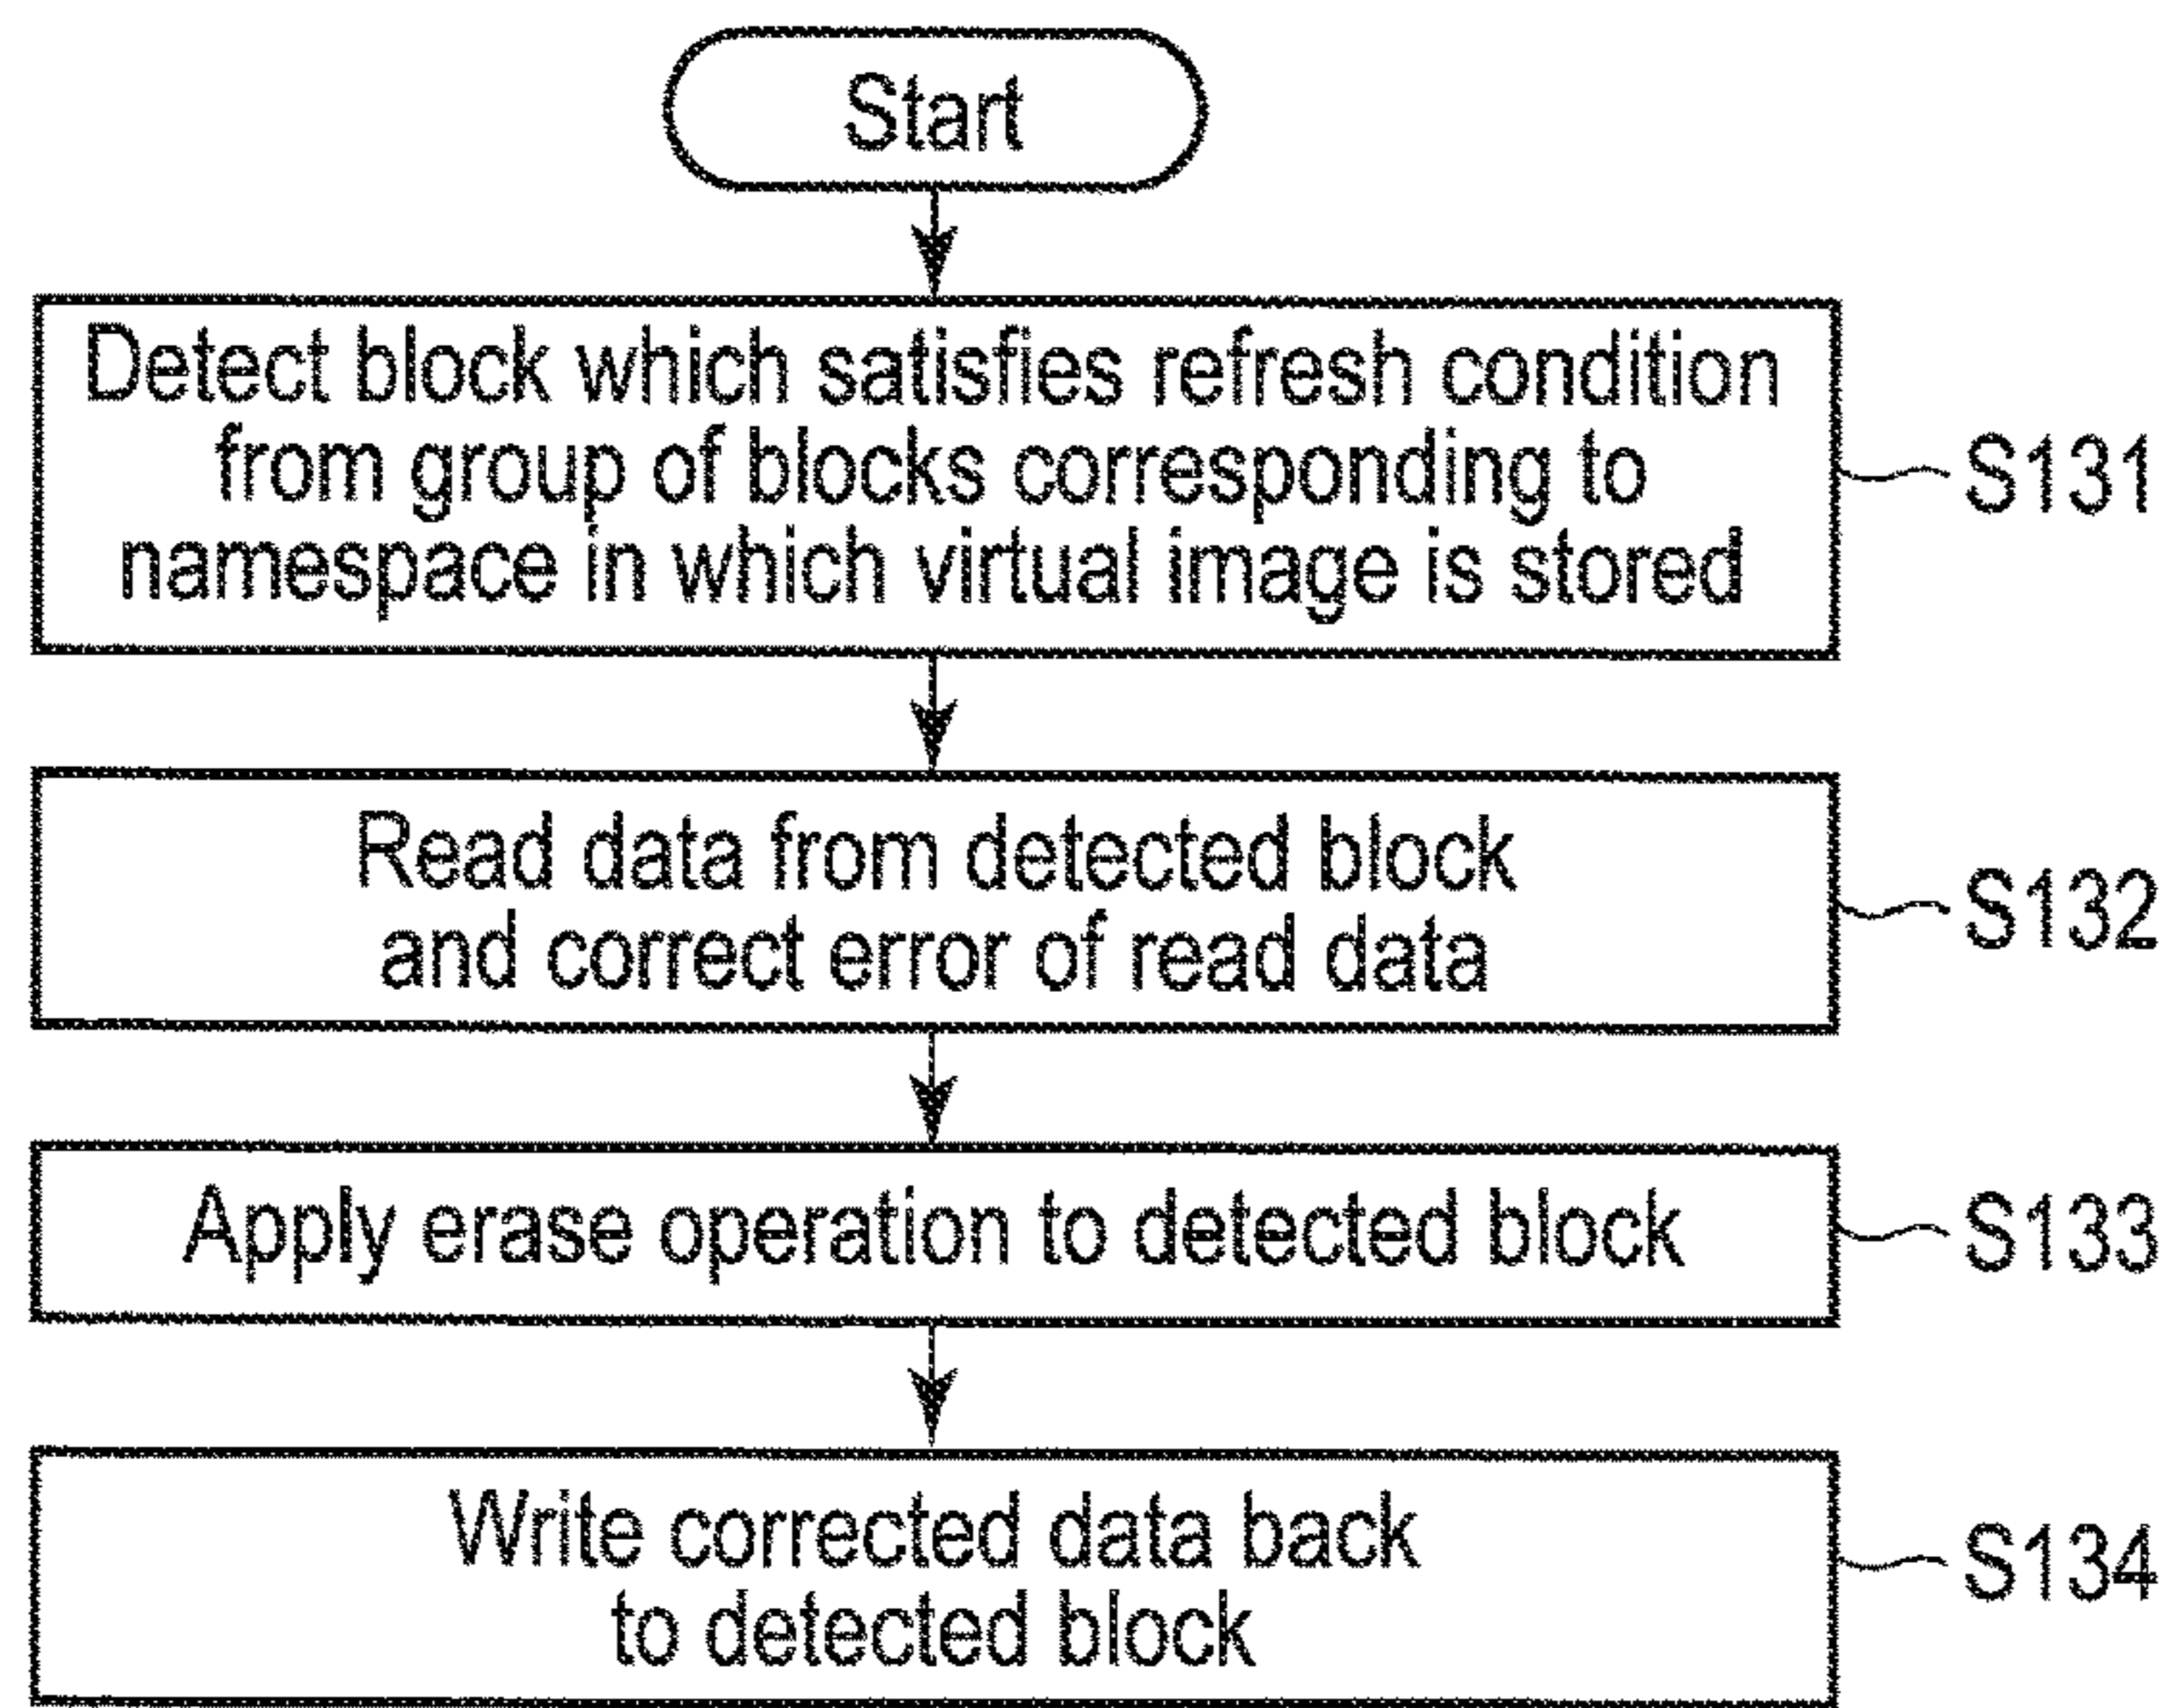 Start
Detect block which satisfies refresh condition
from group of blocks corresponding to
namespace in which virtual image is stored
S131
Read data from detected block
and correct error of read data
S132
Apply erase operation to detected block
S133
Write corrected data back
to detected block
S134